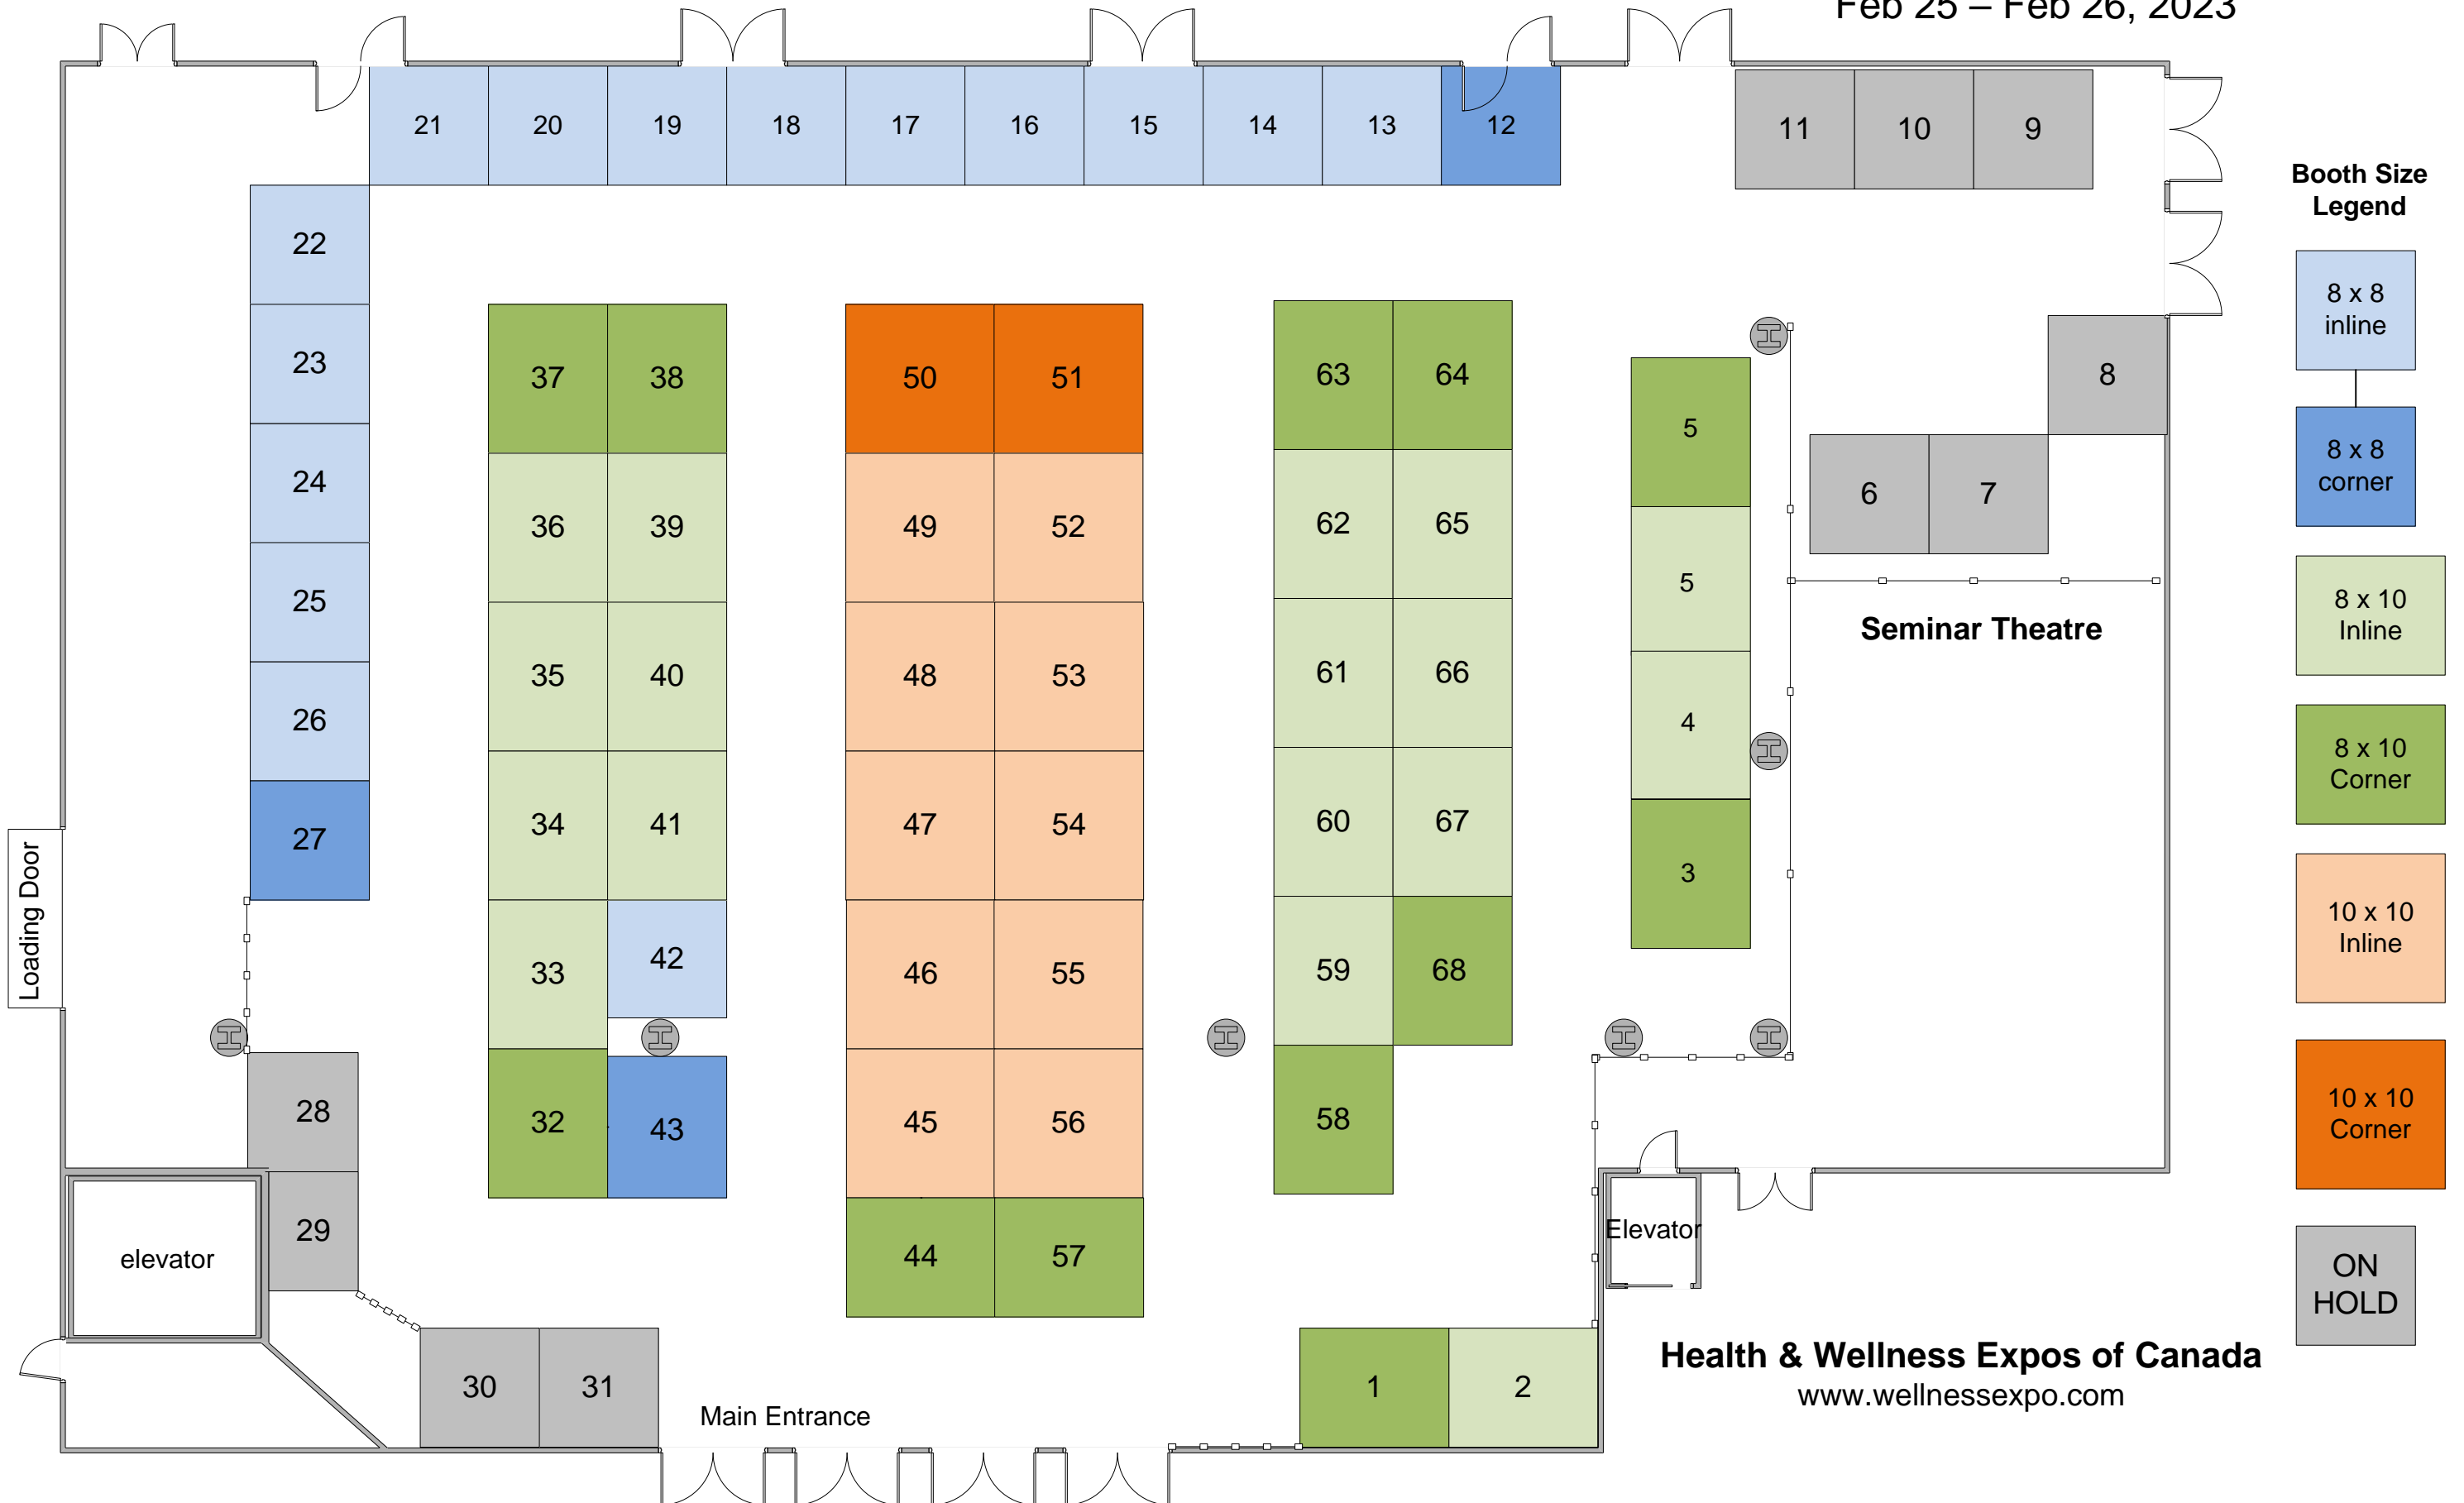 Feb 25 – Feb 26, 2023
21 20 19 18 17 16 15 14 13 12 11 10 9
Booth Size
Legend
22
23
24
25
26
27
28
29
30 31
37 38
36 39
35 40
34 41
33 42
32 43
50 51
49 52
48 53
47 54
46 55
45 56
44 57
63 64
62 65
61 66
60 67
59 68
58
5
5
4
3
1 2
8
6 7
Seminar Theatre
Loading Door
elevator
Elevator
Main Entrance
8 x 8
inline
8 x 8
corner
8 x 10
Inline
8 x 10
Corner
10 x 10
Inline
10 x 10
Corner
ON
HOLD
Health & Wellness Expos of Canada
www.wellnessexpo.com